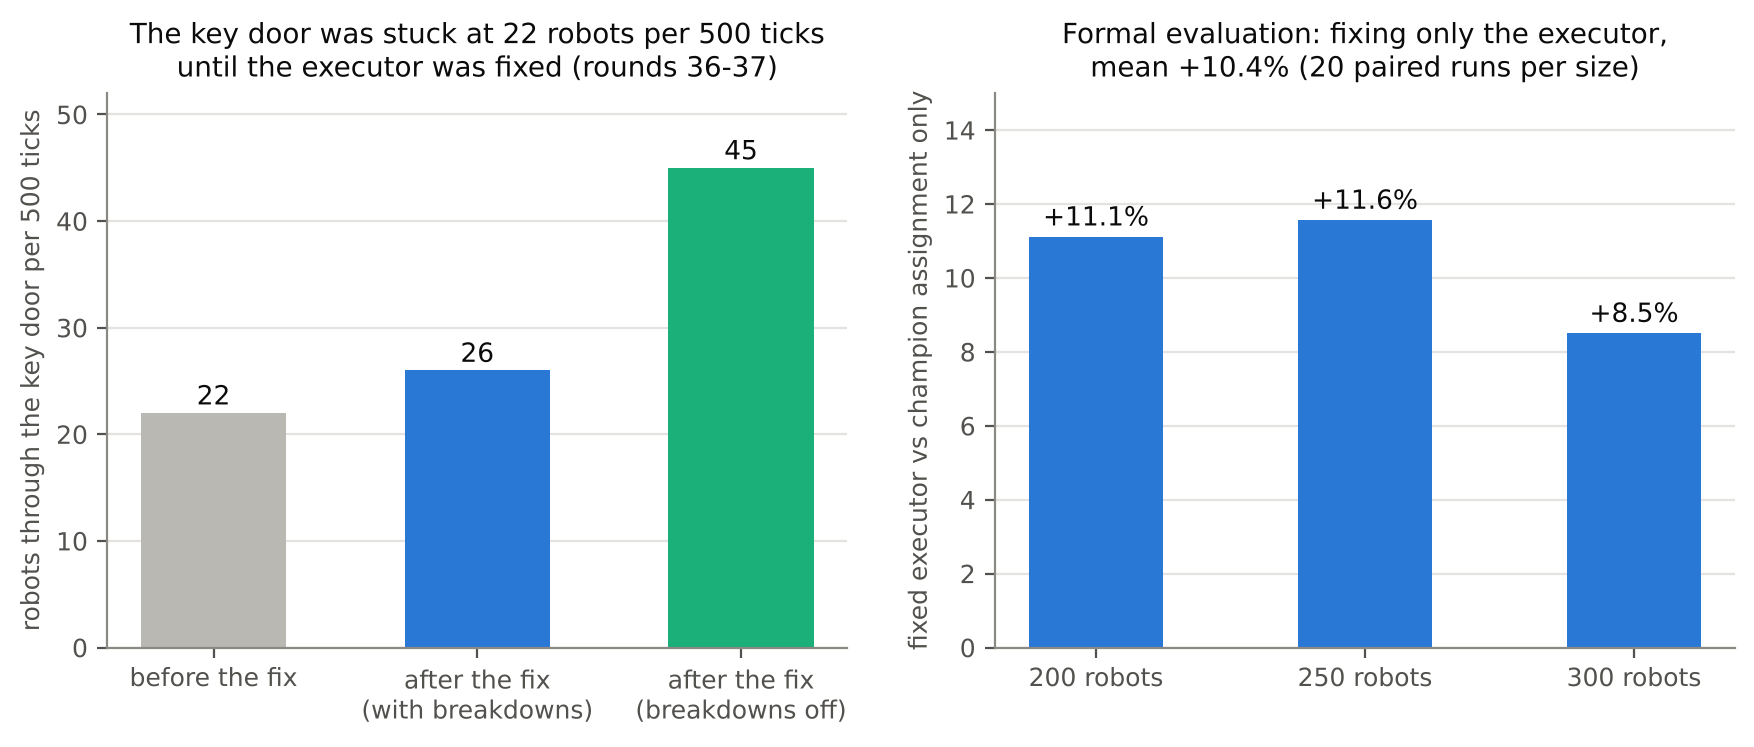 The key door was stuck at 22 robots per 500 ticks
until the executor was fixed (rounds 36-37)
robots through the key door per 500 ticks
50
40
30
20
10
0
22
26
45
before the fix
after the fix
(with breakdowns)
after the fix
(breakdowns off)
Formal evaluation: fixing only the executor,
mean +10.4% (20 paired runs per size)
fixed executor vs champion assignment only
14
12
10
8
6
4
2
0
+11.1%
+11.6%
+8.5%
200 robots
250 robots
300 robots